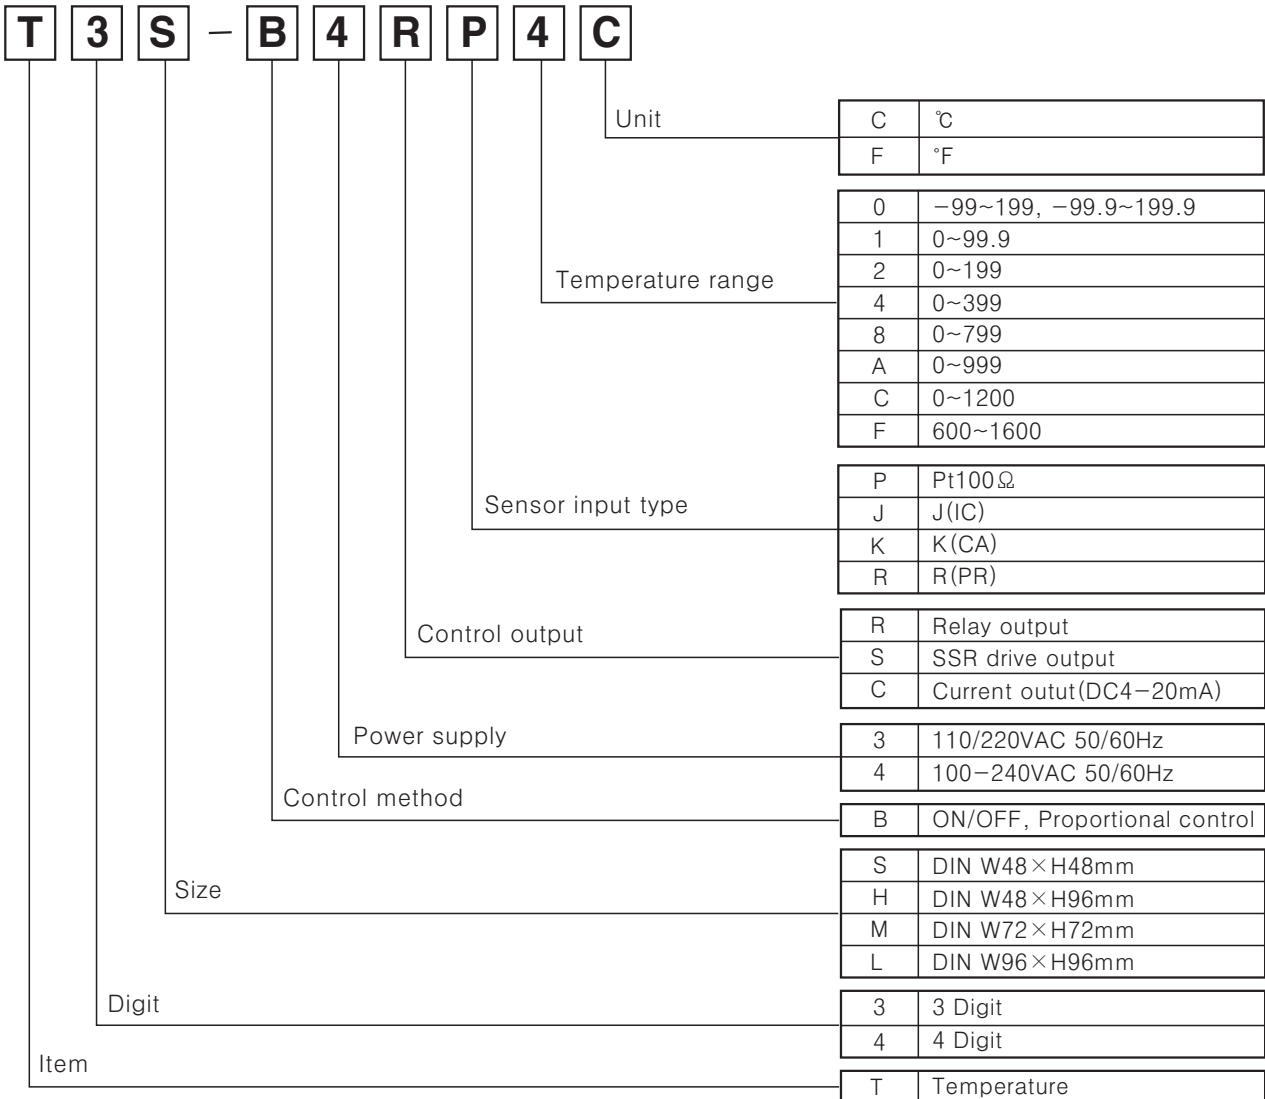 T 3 S - B 4 R P 4 C
Unit
C ℃
F °F
Temperature range
0 -99~199, -99.9~199.9
1 0~99.9
2 0~199
4 0~399
8 0~799
A 0~999
C 0~1200
F 600~1600
Sensor input type
P Pt100Ω
J J(IC)
K K(CA)
R R(PR)
Control output
R Relay output
S SSR drive output
C Current outut(DC4-20mA)
Power supply
3 110/220VAC 50/60Hz
4 100-240VAC 50/60Hz
Control method
B ON/OFF, Proportional control
Size
S DIN W48×H48mm
H DIN W48×H96mm
M DIN W72×H72mm
L DIN W96×H96mm
Digit
3 3 Digit
4 4 Digit
Item
T Temperature